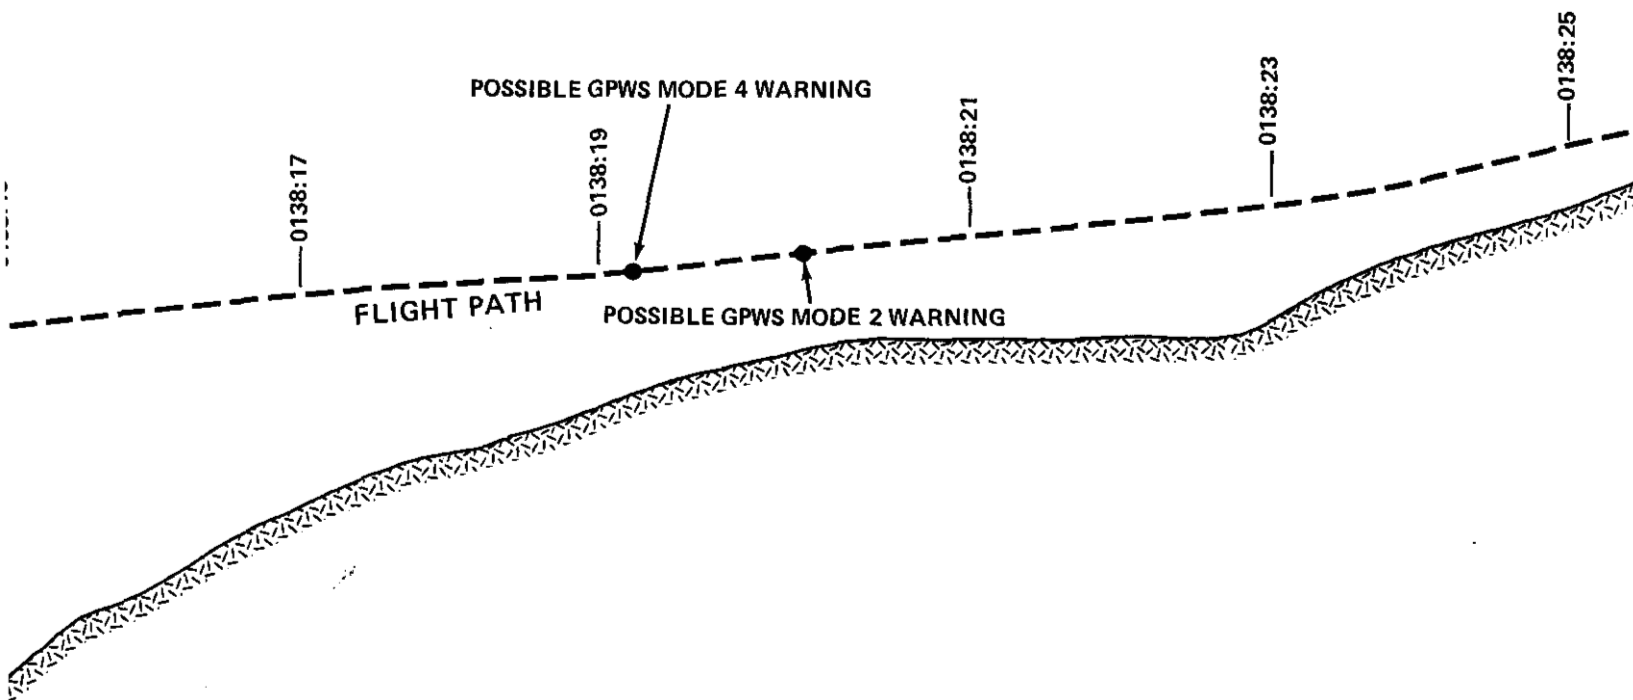 POSSIBLE GPWS MODE 4 WARNING
0138:17
0138:19
0138:21
0138:23
0138:25
FLIGHT PATH
POSSIBLE GPWS MODE 2 WARNING